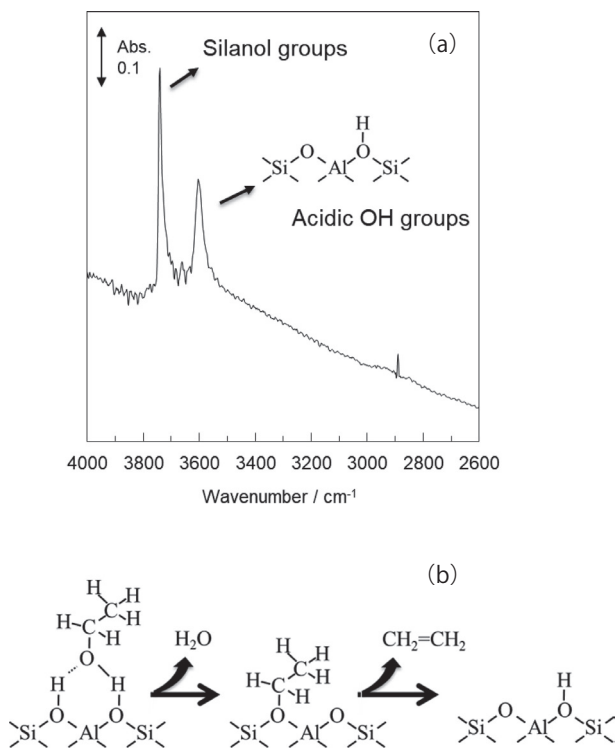 Abs.
0.1
Silanol groups
(a)
H
O
O
Si
Al
Si
Acidic OH groups
4000 3800 3600 3400 3200 3000 2800 2600
Wavenumber / cm-1
(b)
H
H
C
H
H
C
H
O
H
H
O
O
Si
Al
Si
H₂O
H
H
C
H
H
C
H
O
O
Si
Al
Si
CH₂=CH₂
H
O
O
Si
Al
Si